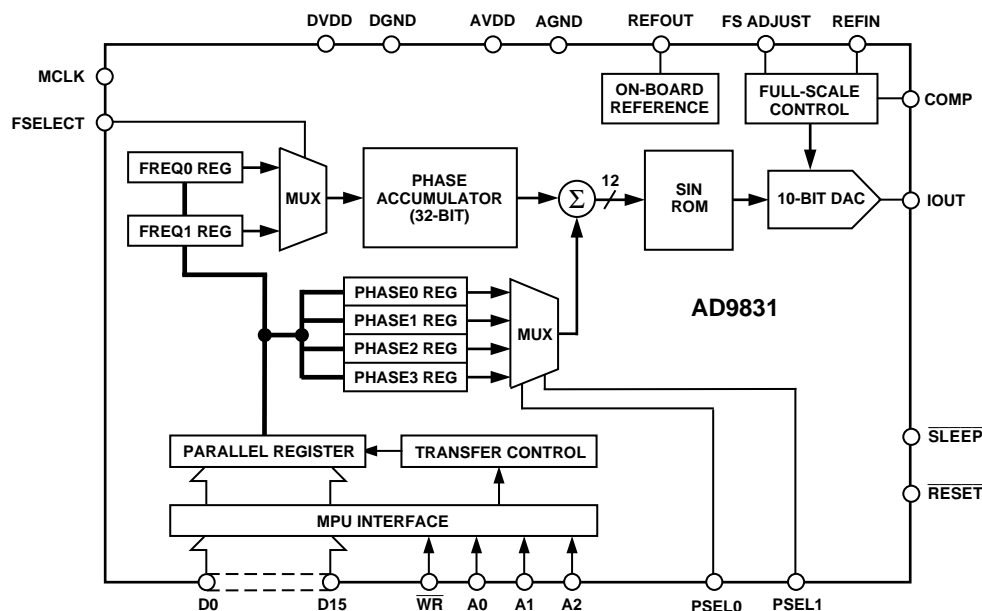 DVDD DGND AVDD AGND REFOUT FS ADJUST REFIN
MCLK
FSELECT
ON-BOARD
REFERENCE
FULL-SCALE
CONTROL
COMP
FREQ0 REG
FREQ1 REG
MUX
PHASE
ACCUMULATOR
(32-BIT)
Σ
12
SIN
ROM
10-BIT DAC
IOUT
PHASE0 REG
PHASE1 REG
PHASE2 REG
PHASE3 REG
MUX
AD9831
SLEEP
RESET
PARALLEL REGISTER
TRANSFER CONTROL
MPU INTERFACE
D0 D15 WR A0 A1 A2 PSEL0 PSEL1